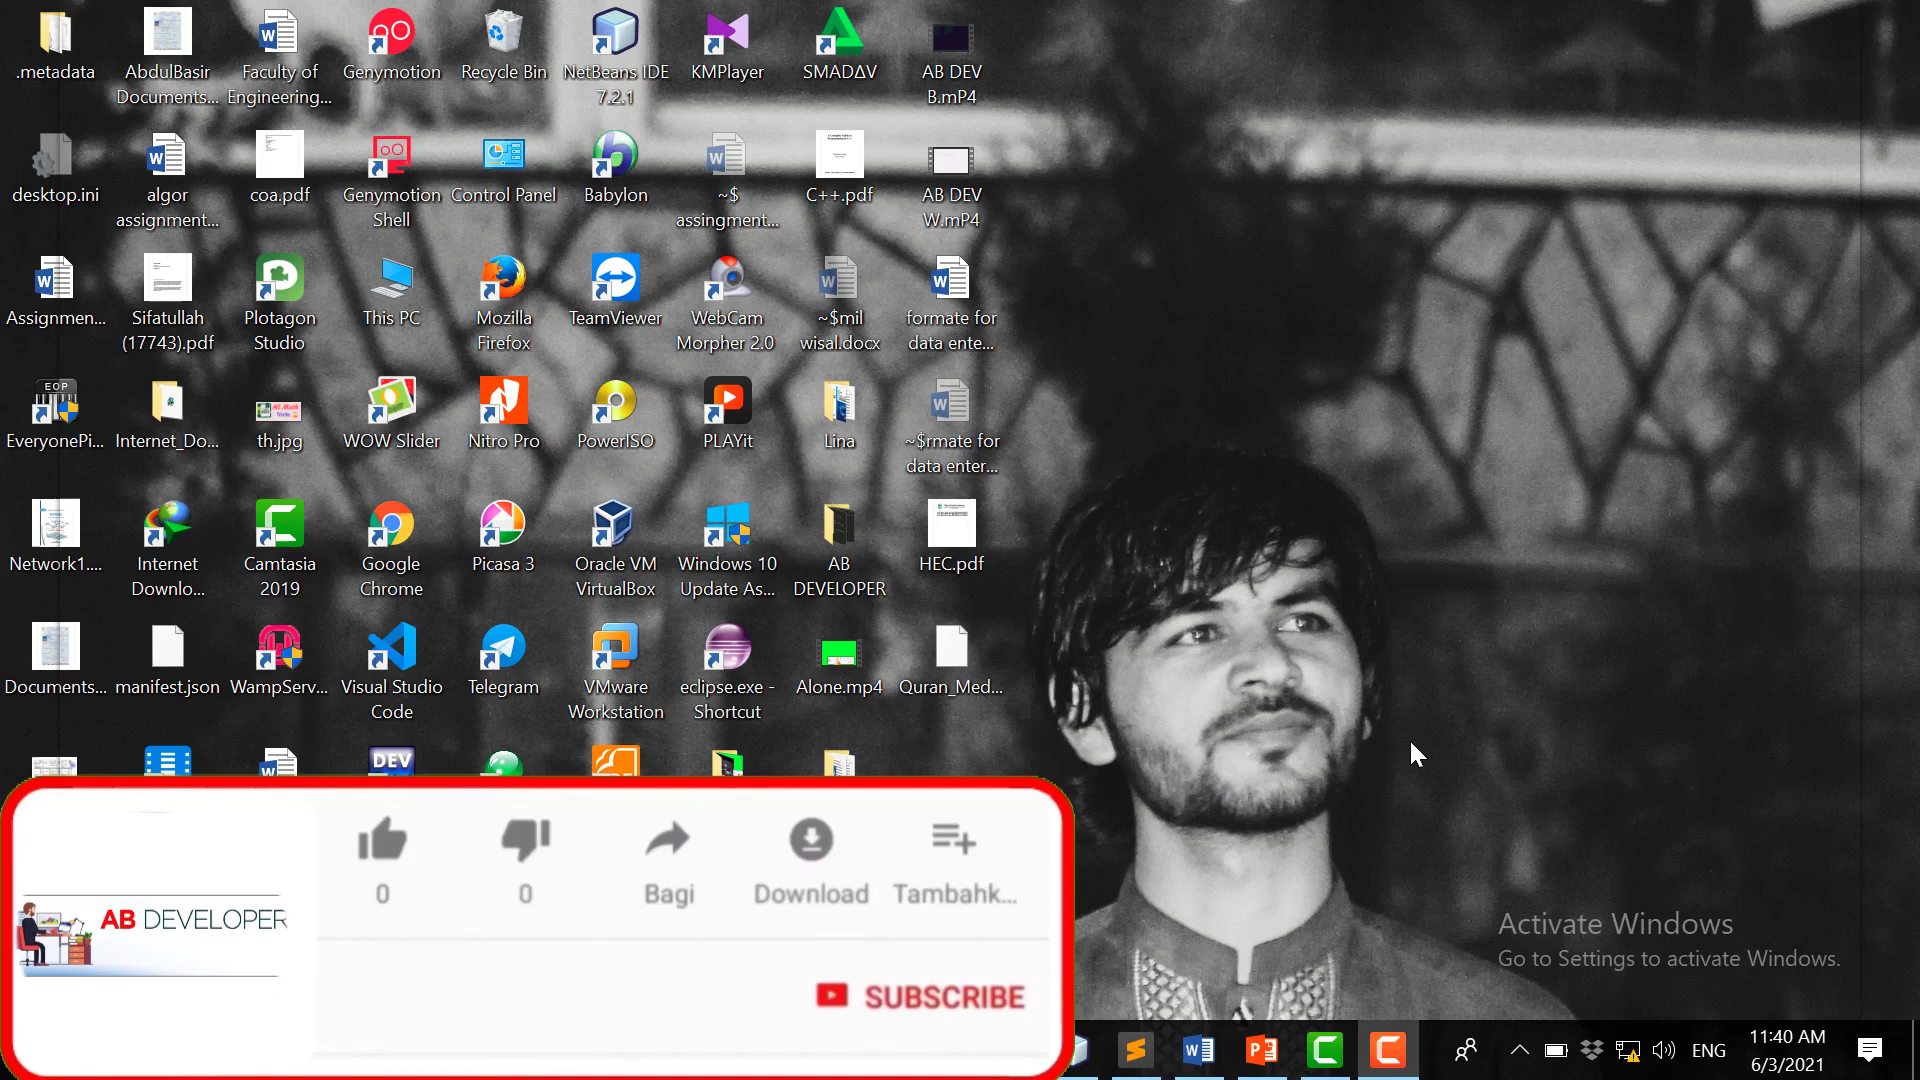 .metadata
AbdulBasir
Documents...
Faculty of
Engineering...
Genymotion
Recycle Bin
NetBeans IDE
7.2.1
KMPlayer
SMADΔV
AB DEV
B.mP4
desktop.ini
algor
assignment...
coa.pdf
Genymotion
Shell
Control Panel
Babylon
~$
assingment...
C++.pdf
AB DEV
W.mP4
Assignmen...
Sifatullah
(17743).pdf
Plotagon
Studio
This PC
Mozilla
Firefox
TeamViewer
WebCam
Morpher 2.0
~$mil
wisal.docx
formate for
data ente...
EOP
EveryonePi...
Internet_Do...
th.jpg
WOW Slider
Nitro Pro
PowerISO
PLAYit
Lina
~$rmate for
data enter...
Network1....
Internet
Downlo...
Camtasia
2019
Google
Chrome
Picasa 3
Oracle VM
VirtualBox
Windows 10
Update As...
AB
DEVELOPER
HEC.pdf
Documents...
manifest.json
WampServ...
Visual Studio
Code
Telegram
VMware
Workstation
eclipse.exe -
Shortcut
Alone.mp4
Quran_Med...
DEV
0
0
Bagi
Download
Tambahk...
AB DEVELOPER
SUBSCRIBE
Activate Windows
Go to Settings to activate Windows.
ENG
11:40 AM
6/3/2021